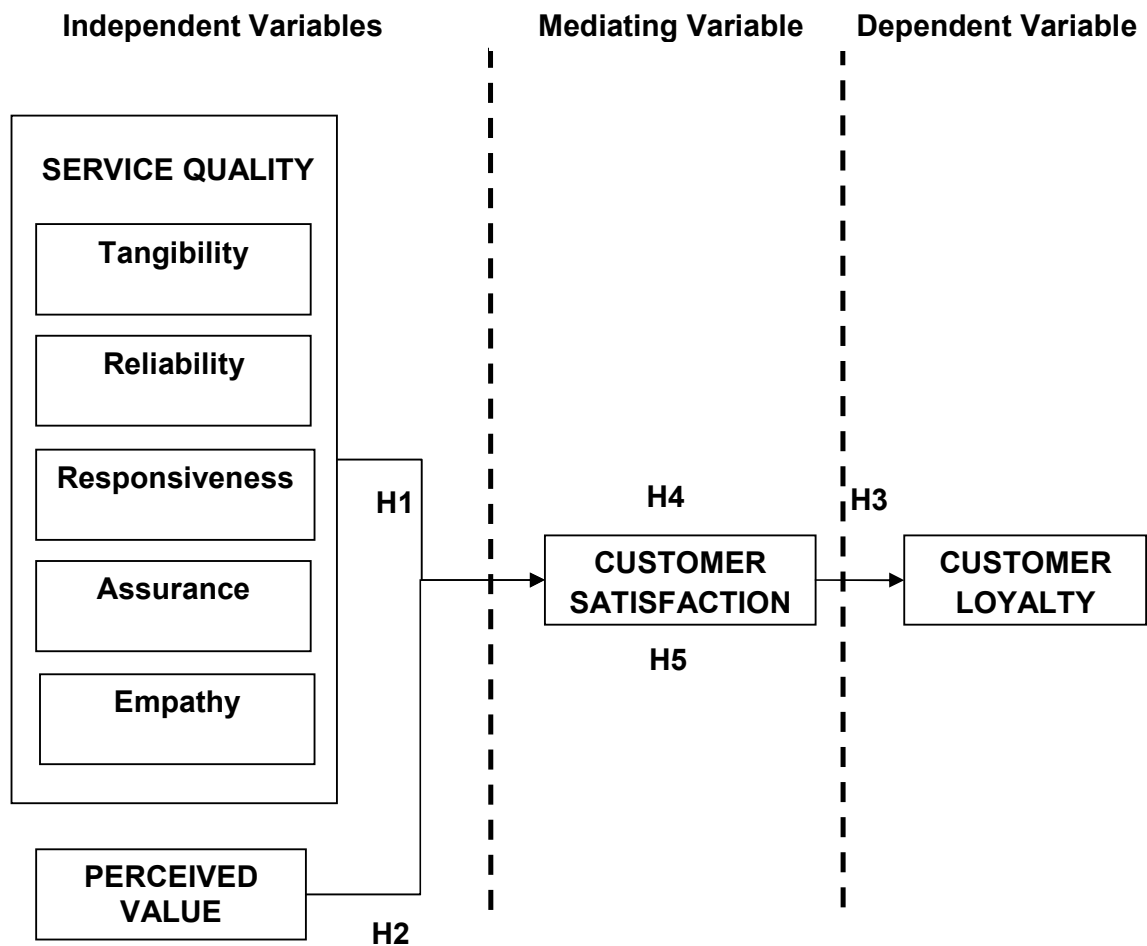 Independent Variables
Mediating Variable
Dependent Variable
SERVICE QUALITY
Tangibility
Reliability
Responsiveness
Assurance
Empathy
PERCEIVED
VALUE
H1
H2
H4
CUSTOMER
SATISFACTION
H5
H3
CUSTOMER
LOYALTY